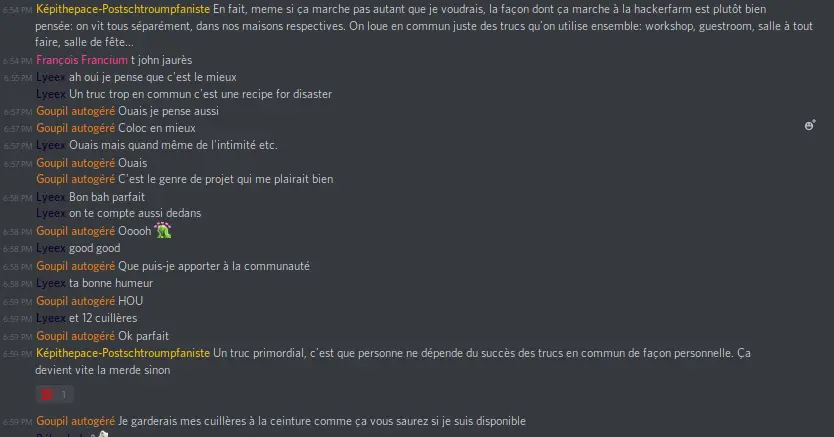 6:54 PM Képithepace-Postschtroumpfaniste En fait, meme si ça marche pas autant que je voudrais, la façon dont ça marche à la hackerfarm est plutôt bien
pensée: on vit tous séparément, dans nos maisons respectives. On loue en commun juste des trucs qu'on utilise ensemble: workshop, guestroom, salle à tout
faire, salle de fête...
6:54 PM François Francium t john jaurès
6:55 PM Lyeex ah oui je pense que c'est le mieux
Lyeex Un truc trop en commun c'est une recipe for disaster
6:57 PM Goupil autogéré Ouais je pense aussi
6:57 PM Goupil autogéré Coloc en mieux
6:57 PM Lyeex Ouais mais quand même de l'intimité etc.
6:57 PM Goupil autogéré Ouais
Goupil autogéré C'est le genre de projet qui me plairait bien
6:58 PM Lyeex Bon bah parfait
Lyeex on te compte aussi dedans
6:58 PM Goupil autogéré Ooooh
6:58 PM Lyeex good good
6:58 PM Goupil autogéré Que puis-je apporter à la communauté
6:58 PM Lyeex ta bonne humeur
6:59 PM Goupil autogéré HOU
6:59 PM Lyeex et 12 cuillères
6:59 PM Goupil autogéré Ok parfait
6:59 PM Képithepace-Postschtroumpfaniste Un truc primordial, c'est que personne ne dépende du succès des trucs en commun de façon personnelle. Ça
devient vite la merde sinon
1
6:59 PM Goupil autogéré Je garderais mes cuillères à la ceinture comme ça vous saurez si je suis disponible